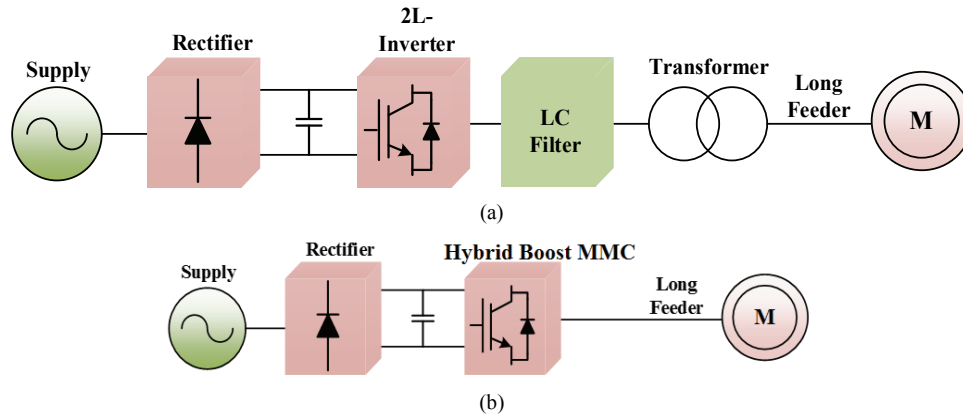 (a)
2L-
Inverter
Rectifier
Supply
Transformer
Long
Feeder
LC
Filter
M
(a)
Hybrid Boost MMC
Rectifier
Supply
Long
Feeder
M
(b)